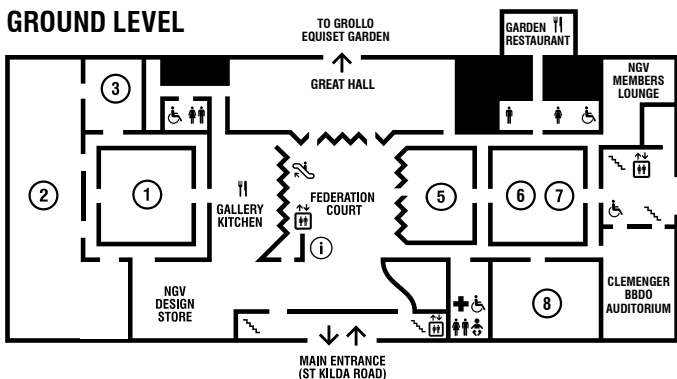 GROUND LEVEL
TO GROLLO
EQUISET GARDEN
GARDEN
RESTAURANT
GREAT HALL
NGV
MEMBERS
LOUNGE
3
2
1
GALLERY
KITCHEN
FEDERATION
COURT
5
6
7
i
NGV
DESIGN
STORE
8
CLEMENGER
BBDO
AUDITORIUM
MAIN ENTRANCE
(ST KILDA ROAD)